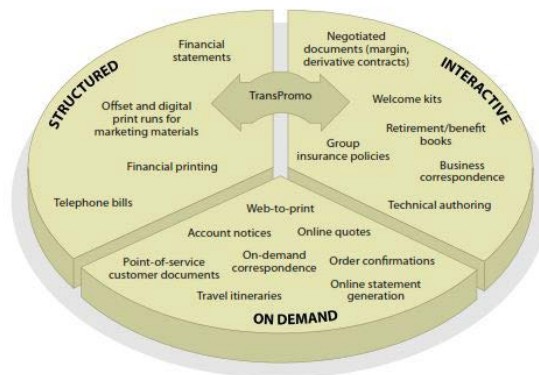 STRUCTURED
Financial
statements
Offset and digital
print runs for
marketing materials
Financial printing
Telephone bills
TransPromo
INTERACTIVE
Negotiated
documents (margin,
derivative contracts)
Welcome kits
Retirement/benefit
books
Group
insurance policies
Business
correspondence
Technical authoring
Web-to-print
Account notices
Online quotes
Point-of-service
customer documents
On-demand
correspondence
Order confirmations
Travel itineraries
Online statement
generation
ON DEMAND